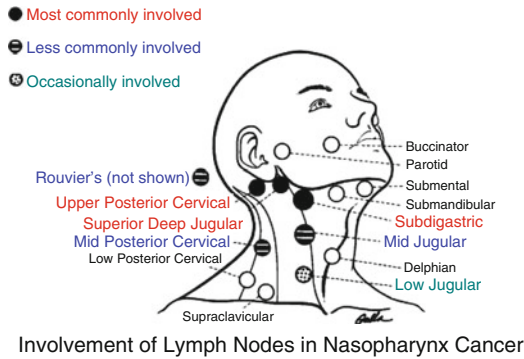 Most commonly involved
Less commonly involved
Occasionally involved
Buccinator
Parotid
Rouvier's (not shown)
Submental
Upper Posterior Cervical
Submandibular
Superior Deep Jugular
Subdigastric
Mid Posterior Cervical
Mid Jugular
Low Posterior Cervical
Delphian
Low Jugular
Supraclavicular
Involvement of Lymph Nodes in Nasopharynx Cancer